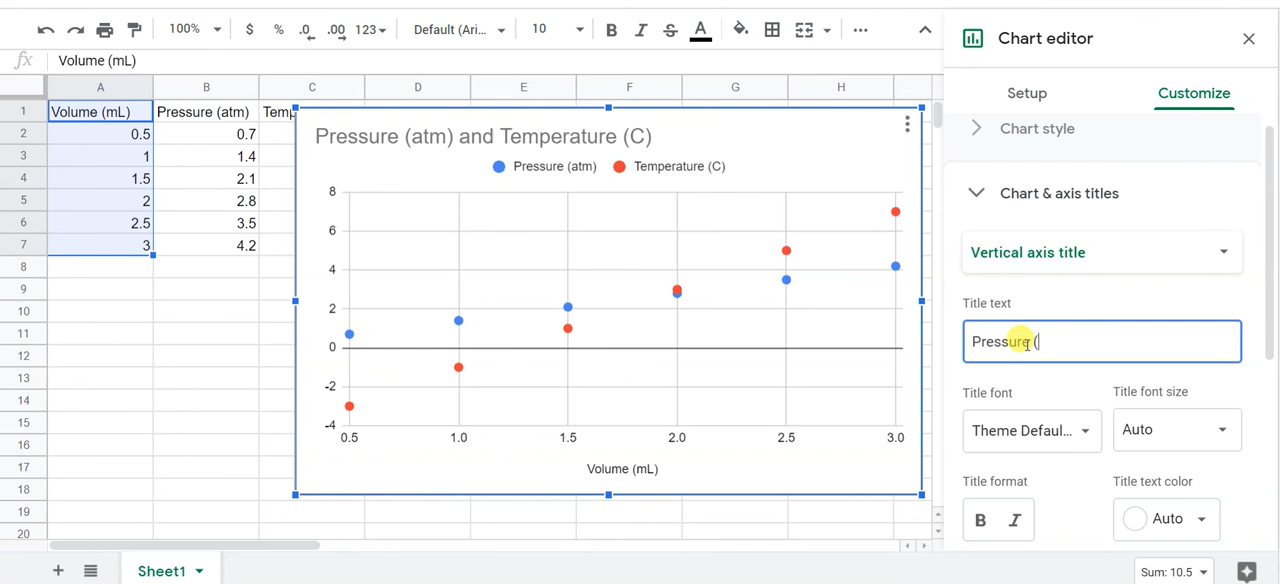 100% $ % .0 .00 123 Default (Ari... 10 B I S A ...
fx Volume (mL)
Chart editor
Setup Customize
Chart style
Chart & axis titles
Vertical axis title
Title text
Pressure (
Title font Title font size
Theme Defaul... Auto
Title format Title text color
B I Auto
A B C D E F G H
1 Volume (mL) Pressure (atm) Temp
2 0.5 0.7
3 1 1.4
4 1.5 2.1
5 2 2.8
6 2.5 3.5
7 3 4.2
8
9
10
11
12
13
14
15
16
17
18
19
20
Pressure (atm) and Temperature (C)
Pressure (atm) Temperature (C)
8
6
4
2
0
-2
-4
0.5 1.0 1.5 2.0 2.5 3.0
Volume (mL)
Sheet1
Sum: 10.5